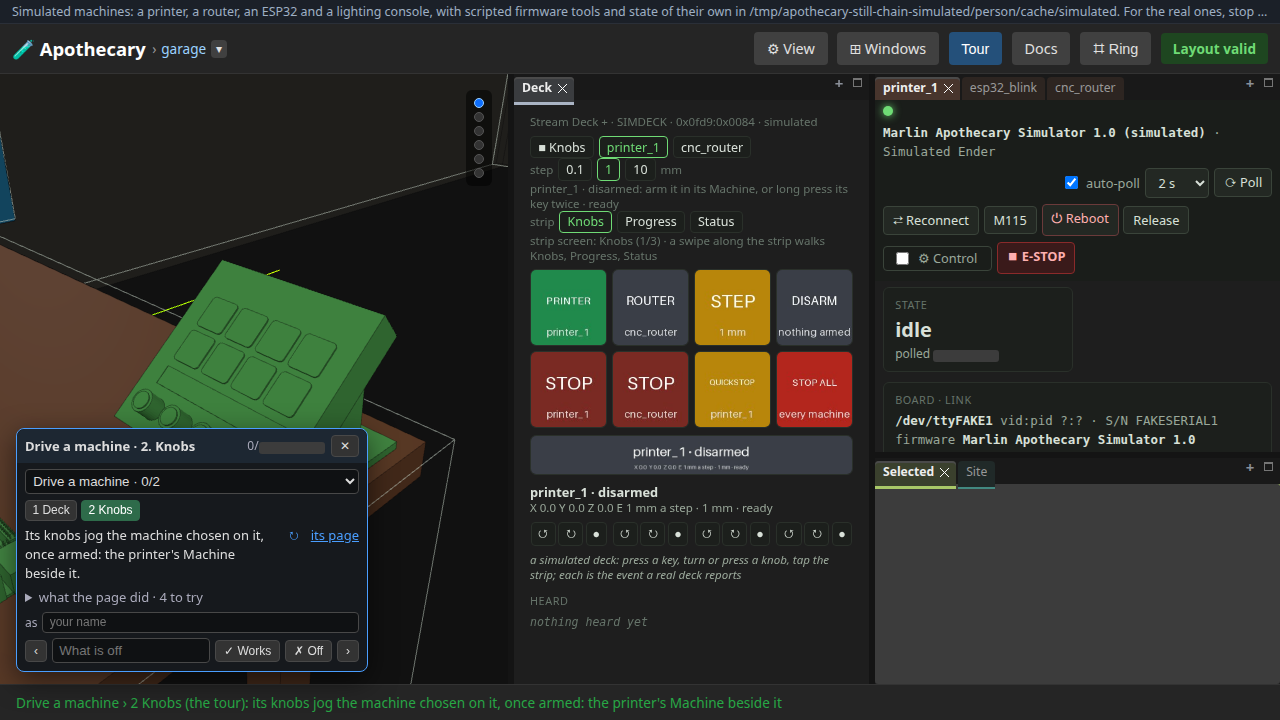 Simulated machines: a printer, a router, an ESP32 and a lighting console, with scripted firmware tools and state of their own in /tmp/apothecary-still-chain-simulated/person/cache/simulated. For the real ones, stop ...
Apothecary › garage ▾
⚙ View
⊞ Windows
Tour
Docs
⌗ Ring
Layout valid
Deck
Stream Deck + · SIMDECK · 0x0fd9:0x0084 · simulated
■ Knobs printer_1 cnc_router
step 0.1 1 10 mm
printer_1 · disarmed: arm it in its Machine, or long press its
key twice · ready
strip Knobs Progress Status
strip screen: Knobs (1/3) · a swipe along the strip walks
Knobs, Progress, Status
PRINTER ROUTER STEP DISARM
printer_1 cnc_router 1 mm nothing armed
STOP STOP QUICKSTOP STOP ALL
printer_1 cnc_router printer_1 every machine
printer_1 · disarmed
X 0.0 Y 0.0 Z 0.0 E 1 mm a step · 1 mm · ready
printer_1 · disarmed
X 0.0 Y 0.0 Z 0.0 E 1 mm a step · 1 mm · ready
a simulated deck: press a key, turn or press a knob, tap the
strip; each is the event a real deck reports
HEARD
nothing heard yet
printer_1 esp32_blink cnc_router
Marlin Apothecary Simulator 1.0 (simulated) ·
Simulated Ender
auto-poll 2 s ⟳ Poll
⇄ Reconnect M115 ⏻ Reboot Release
⚙ Control ■ E-STOP
STATE
idle
polled
BOARD · LINK
/dev/ttyFAKE1 vid:pid ?:? · S/N FAKESERIAL1
firmware Marlin Apothecary Simulator 1.0
Selected Site
Drive a machine · 2. Knobs 0/ ✕
Drive a machine · 0/2
1 Deck 2 Knobs
Its knobs jog the machine chosen on it, ↻ its page
once armed: the printer's Machine
beside it.
▶ what the page did · 4 to try
as your name
‹ What is off ✓ Works ✗ Off ›
Drive a machine › 2 Knobs (the tour): its knobs jog the machine chosen on it, once armed: the printer's Machine beside it